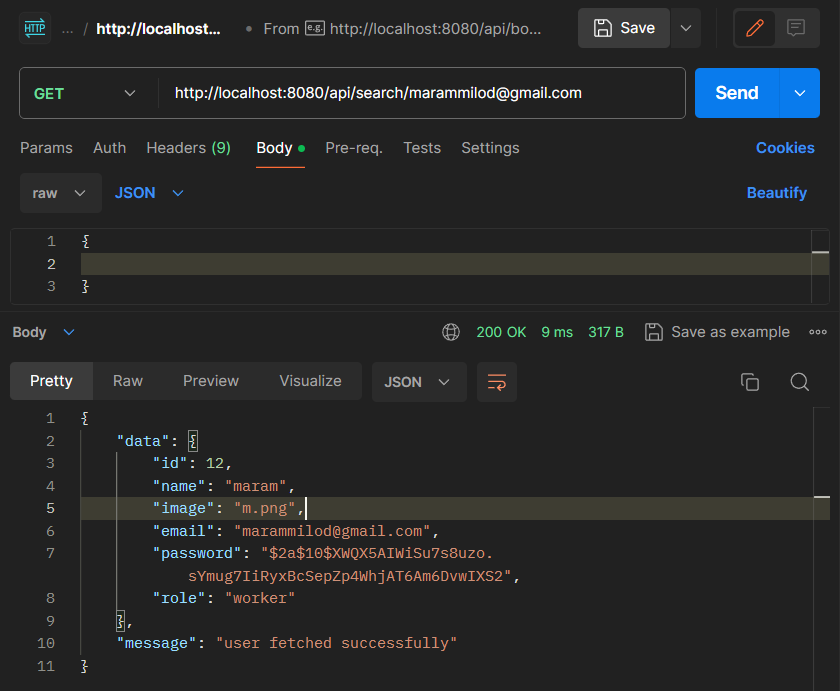 HTTP ... / http://localhost... From e.g. http://localhost:8080/api/bo... Save
GET http://localhost:8080/api/search/marammilod@gmail.com Send
Params Auth Headers (9) Body Pre-req. Tests Settings Cookies
raw JSON Beautify
1 {
2
3 }
Body 200 OK 9 ms 317 B Save as example
Pretty Raw Preview Visualize JSON
1 {
2 "data": {
3 "id": 12,
4 "name": "maram",
5 "image": "m.png",
6 "email": "marammilod@gmail.com",
7 "password": "$2a$10$XWQX5AIWiSu7s8uzo.
sYmug7IiRyxBcSepZp4WhjAT6Am6DvwIXS2",
8 "role": "worker"
9 },
10 "message": "user fetched successfully"
11 }